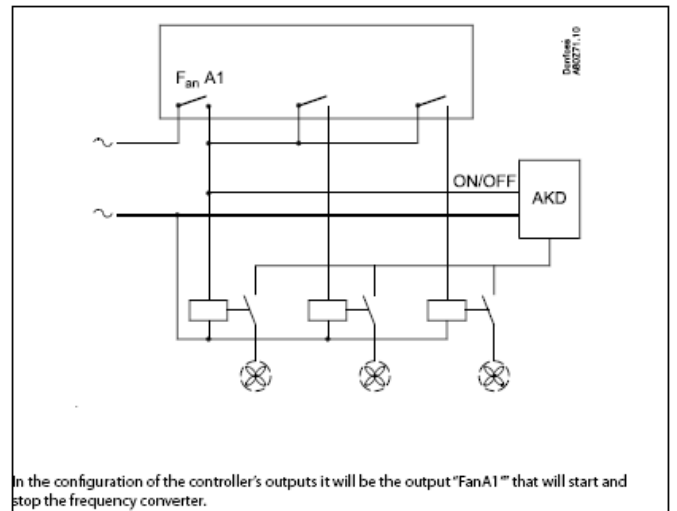 Danfoss
A80Z71.10
Fan A1
ON/OFF
AKD
In the configuration of the controller's outputs it will be the output "FanA1"" that will start and
stop the frequency converter.